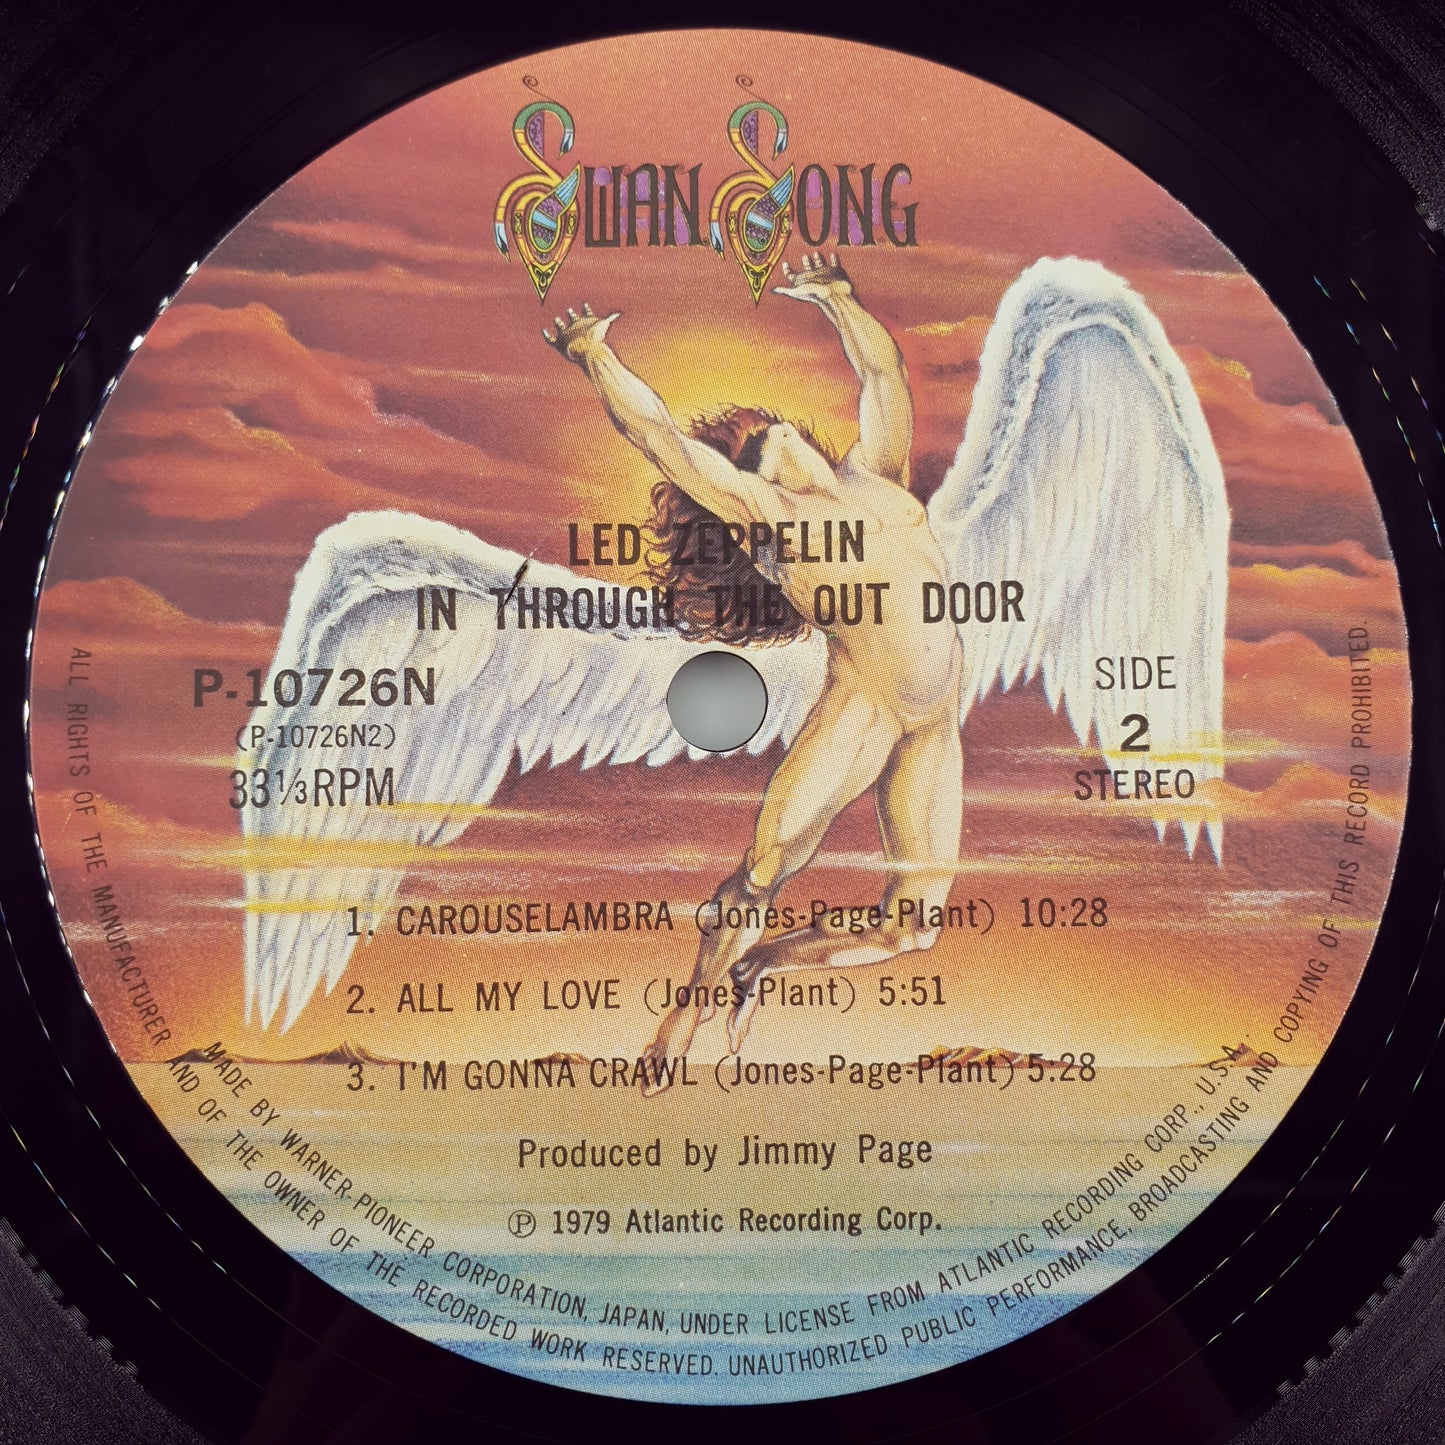 SWAN SONG
LED ZEPPELIN
IN THROUGH THE OUT DOOR
P-10726N
(P-10726N2)
33 1/3 RPM
SIDE
2
STEREO
1. CAROUSELAMBRA (Jones-Page-Plant) 10:28
2. ALL MY LOVE (Jones-Plant) 5:51
3. I'M GONNA CRAWL (Jones-Page-Plant) 5:28
Produced by Jimmy Page
Ⓟ 1979 Atlantic Recording Corp.
MADE BY WARNER-PIONEER CORPORATION, JAPAN, UNDER LICENSE FROM ATLANTIC RECORDING CORP., U.S.A.
ALL RIGHTS OF THE MANUFACTURER AND OF THE OWNER OF THE RECORDED WORK RESERVED. UNAUTHORIZED PUBLIC PERFORMANCE, BROADCASTING AND COPYING OF THIS RECORD PROHIBITED.